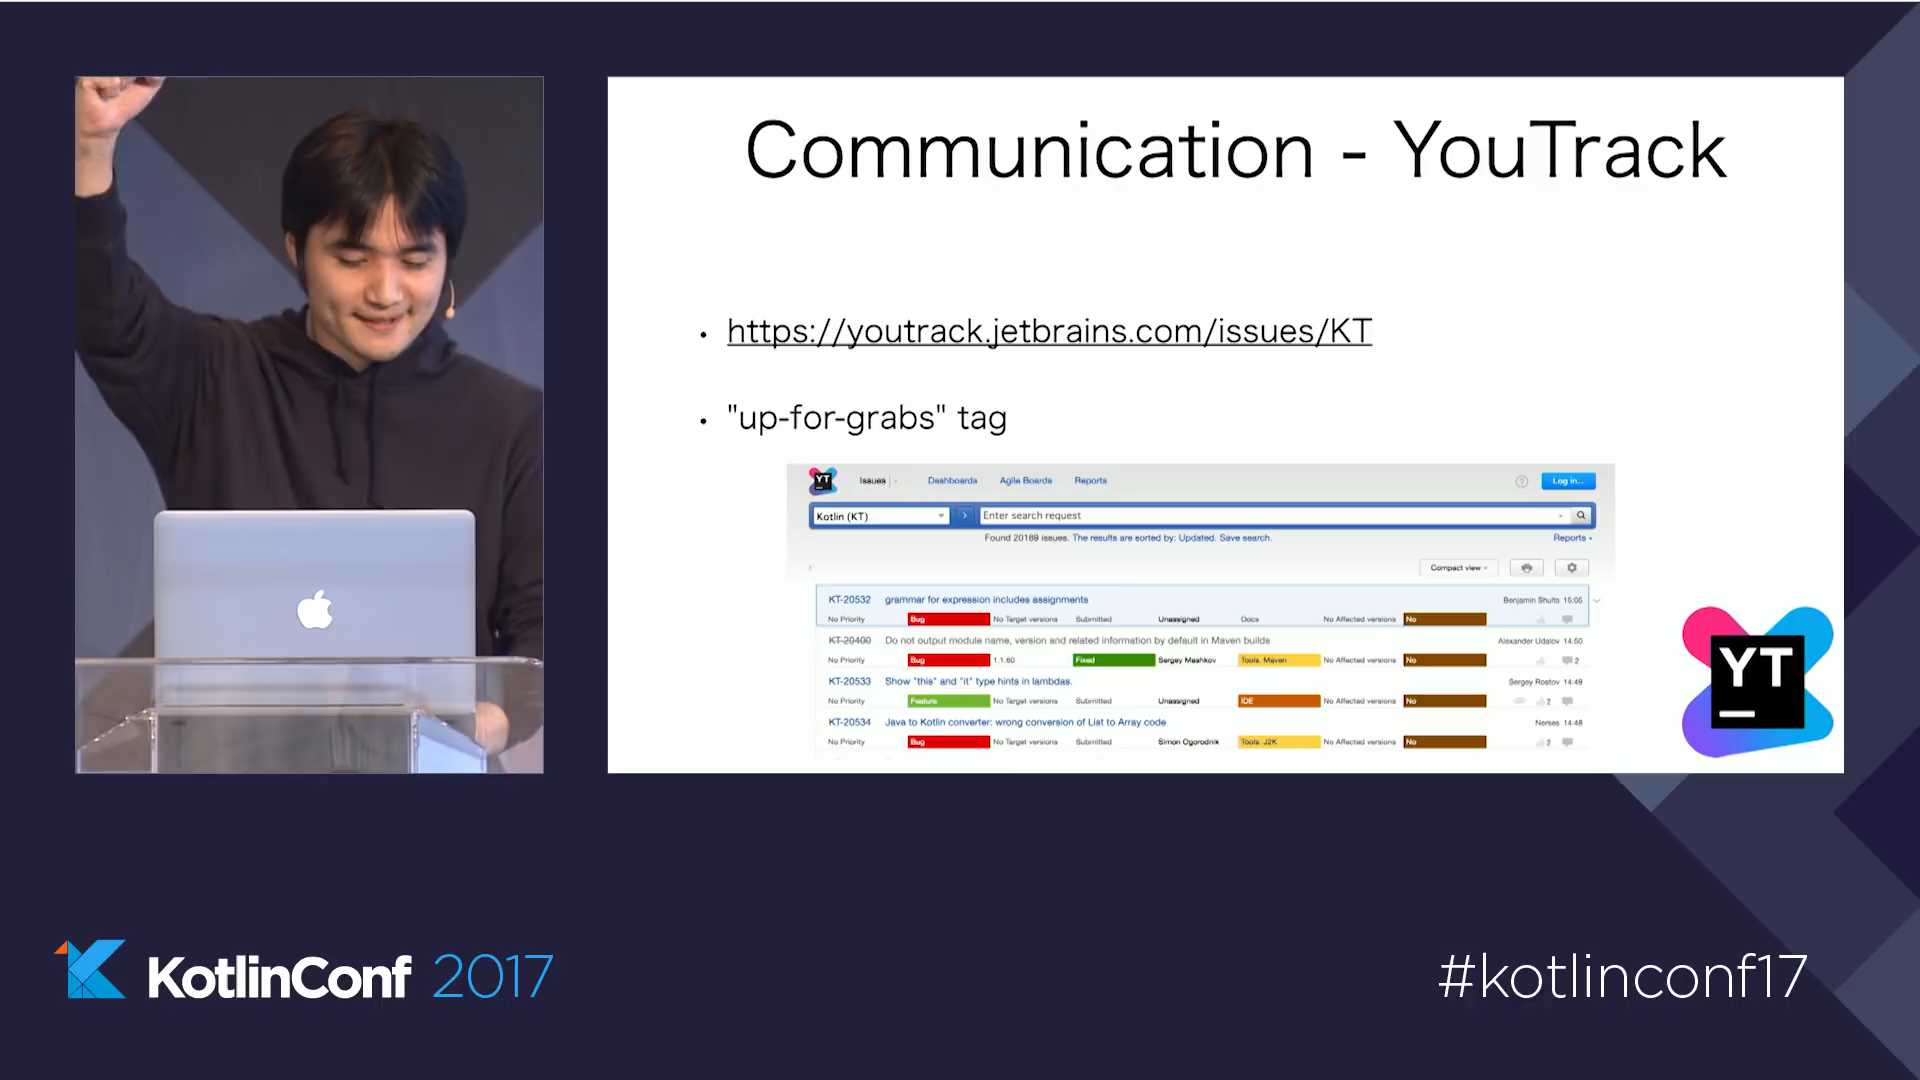 Communication - YouTrack
• https://youtrack.jetbrains.com/issues/KT
• "up-for-grabs" tag
YT Issues Dashboards Agile Boards Reports ? Log in...
Kotlin (KT) Enter search request
Found 20189 issues. The results are sorted by: Updated. Save search. Reports
Compact view
KT-20532 grammar for expression includes assignments Benjamin Shults 15:05
No Priority Bug No Target versions Submitted Unassigned Docs No Affected versions No
KT-20400 Do not output module name, version and related information by default in Maven builds Alexander Udalov 14:50
No Priority Bug 1.1.60 Fixed Sergey Mashkov Tools. Maven No Affected versions No 2
KT-20533 Show "this" and "it" type hints in lambdas. Sergey Rostov 14:49
No Priority Feature No Target versions Submitted Unassigned IDE No Affected versions No 2
KT-20534 Java to Kotlin converter: wrong conversion of List to Array code Nerses 14:48
No Priority Bug No Target versions Submitted Simon Ogorodnik Tools. J2K No Affected versions No 2
YT
KotlinConf 2017
#kotlinconf17